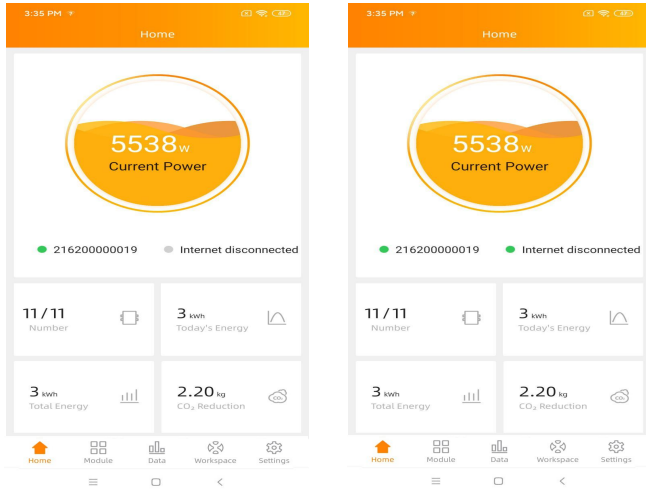 3:35 PM
Home
5538w
Current Power
216200000019 Internet disconnected
11/11
Number
3 kWh
Today's Energy
3 kWh
Total Energy
2.20 kg
CO₂ Reduction
Home Module Data Workspace Settings
3:35 PM
Home
5538w
Current Power
216200000019 Internet disconnected
11/11
Number
3 kWh
Today's Energy
3 kWh
Total Energy
2.20 kg
CO₂ Reduction
Home Module Data Workspace Settings